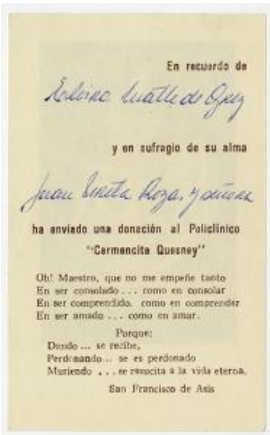 En recuerdo de
Ovalle de
y en sufragio de su alma
Juan Rozas y señora
ha enviado una donación al Policlínico
"Carmencita Quesney"
Oh! Maestro, que no me empeñe tanto
En ser consolado ... como en consolar
En ser comprendido. como en comprender
En ser amado ... como en amar.
Porque:
Dando ... se recibe,
Perdonando .. se es perdonado
Muriendo ... se resucita a la vida eterna.
San Francisco de Asís